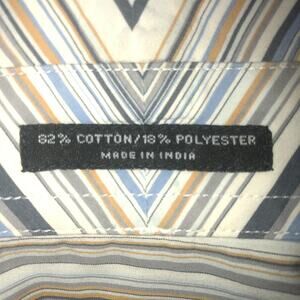 82% COTTON/18% POLYESTER
MADE IN INDIA